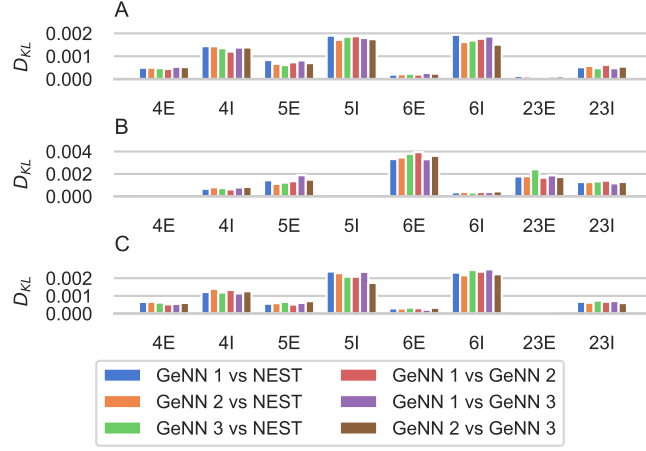 A
0.002
0.001
0.000
D_KL
4E 4I 5E 5I 6E 6I 23E 23I
B
0.004
0.002
0.000
D_KL
4E 4I 5E 5I 6E 6I 23E 23I
C
0.002
0.001
0.000
D_KL
4E 4I 5E 5I 6E 6I 23E 23I
GeNN 1 vs NEST GeNN 1 vs GeNN 2
GeNN 2 vs NEST GeNN 1 vs GeNN 3
GeNN 3 vs NEST GeNN 2 vs GeNN 3